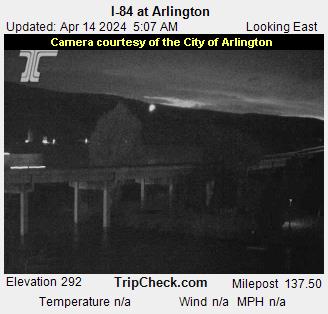 I-84 at Arlington
Updated: Apr 14 2024 5:07 AM Looking East
Camera courtesy of the City of Arlington
Elevation 292 TripCheck.com Milepost 137.50
Temperature n/a Wind n/a MPH n/a